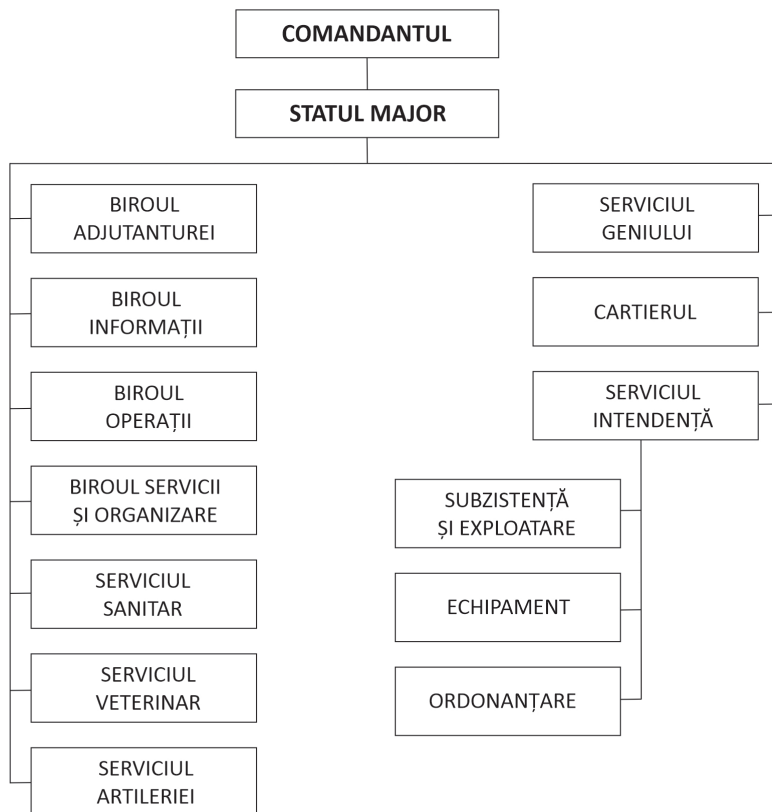 COMANDANTUL
STATUL MAJOR
BIROUL
ADJUTANTUREI
BIROUL
INFORMAȚII
BIROUL
OPERAȚII
BIROUL SERVICII
ȘI ORGANIZARE
SERVICIUL
SANITAR
SERVICIUL
VETERINAR
SERVICIUL
ARTILERIEI
SERVICIUL
GENIULUI
CARTIERUL
SERVICIUL
INTENDENȚĂ
SUBZISTENȚĂ
ȘI EXPLOATARE
ECHIPAMENT
ORDONANȚARE